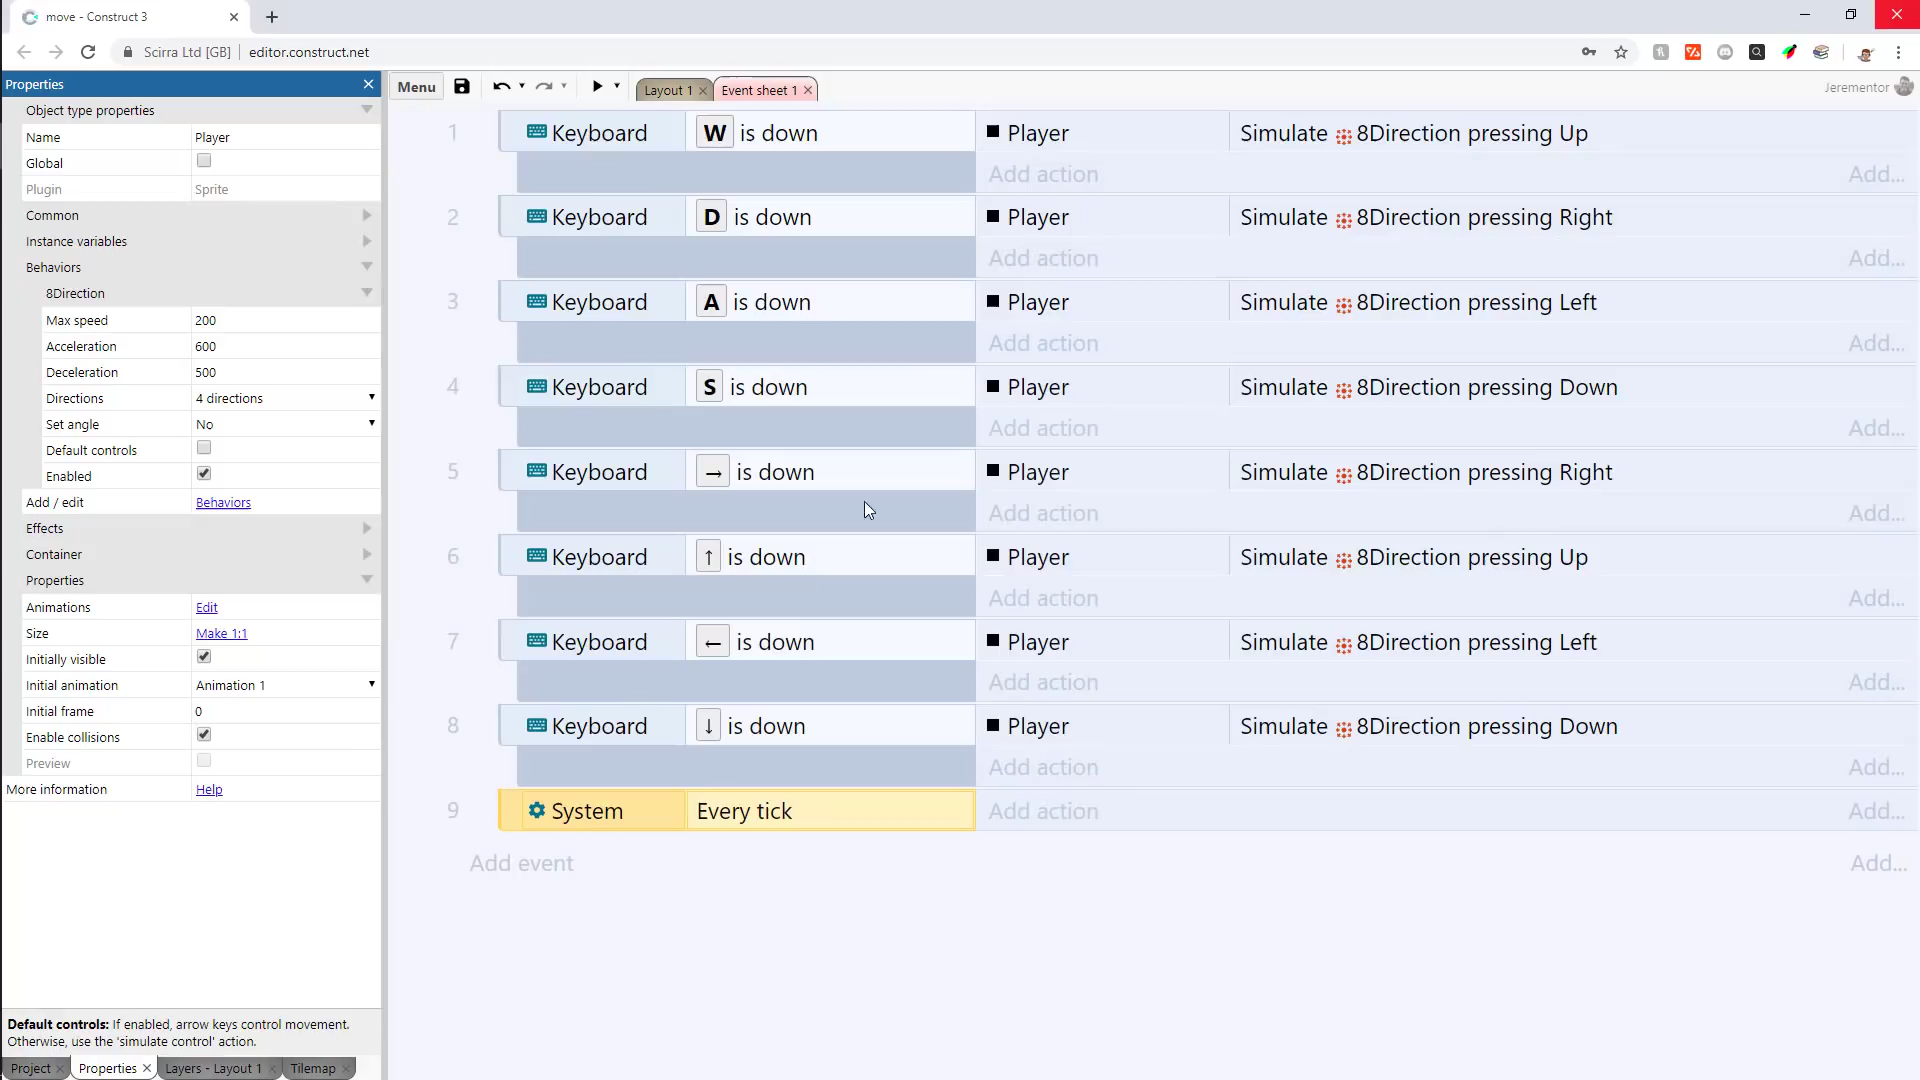 move - Construct 3
Scirra Ltd [GB]
editor.construct.net
Properties
Menu
Layout 1
Event sheet 1
Jerementor
Object type properties
Name Player
Global
Plugin Sprite
Common
Instance variables
Behaviors
8Direction
Max speed 200
Acceleration 600
Deceleration 500
Directions 4 directions
Set angle No
Default controls
Enabled
Add / edit Behaviors
Effects
Container
Properties
Animations Edit
Size Make 1:1
Initially visible
Initial animation Animation 1
Initial frame 0
Enable collisions
Preview
More information Help
Default controls: If enabled, arrow keys control movement.
Otherwise, use the 'simulate control' action.
Project
Properties
Layers - Layout 1
Tilemap
1 Keyboard W is down Player Simulate 8Direction pressing Up
Add action Add...
2 Keyboard D is down Player Simulate 8Direction pressing Right
Add action Add...
3 Keyboard A is down Player Simulate 8Direction pressing Left
Add action Add...
4 Keyboard S is down Player Simulate 8Direction pressing Down
Add action Add...
5 Keyboard → is down Player Simulate 8Direction pressing Right
Add action Add...
6 Keyboard ↑ is down Player Simulate 8Direction pressing Up
Add action Add...
7 Keyboard ← is down Player Simulate 8Direction pressing Left
Add action Add...
8 Keyboard ↓ is down Player Simulate 8Direction pressing Down
Add action Add...
9 System Every tick Add action Add...
Add event Add...